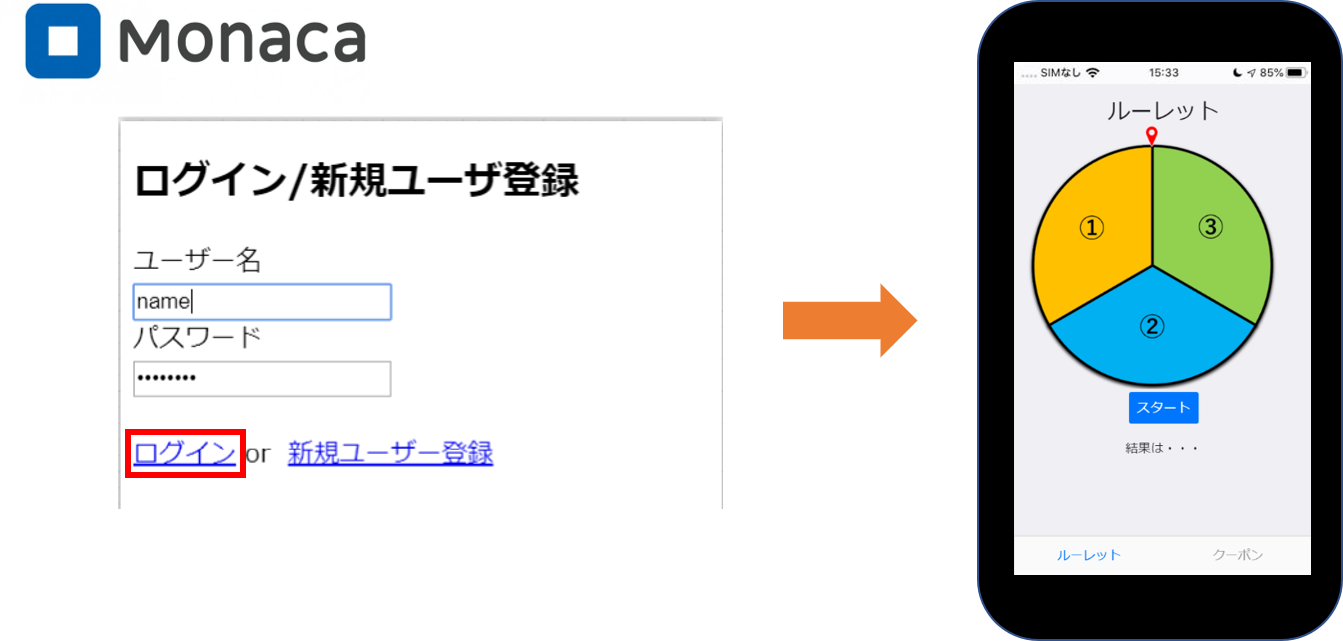 Monaca
ログイン/新規ユーザ登録
ユーザー名
name
パスワード
••••••••
ログイン or 新規ユーザー登録
SIMなし 15:33 85%
ルーレット
① ③
②
スタート
結果は・・・
ルーレット クーポン